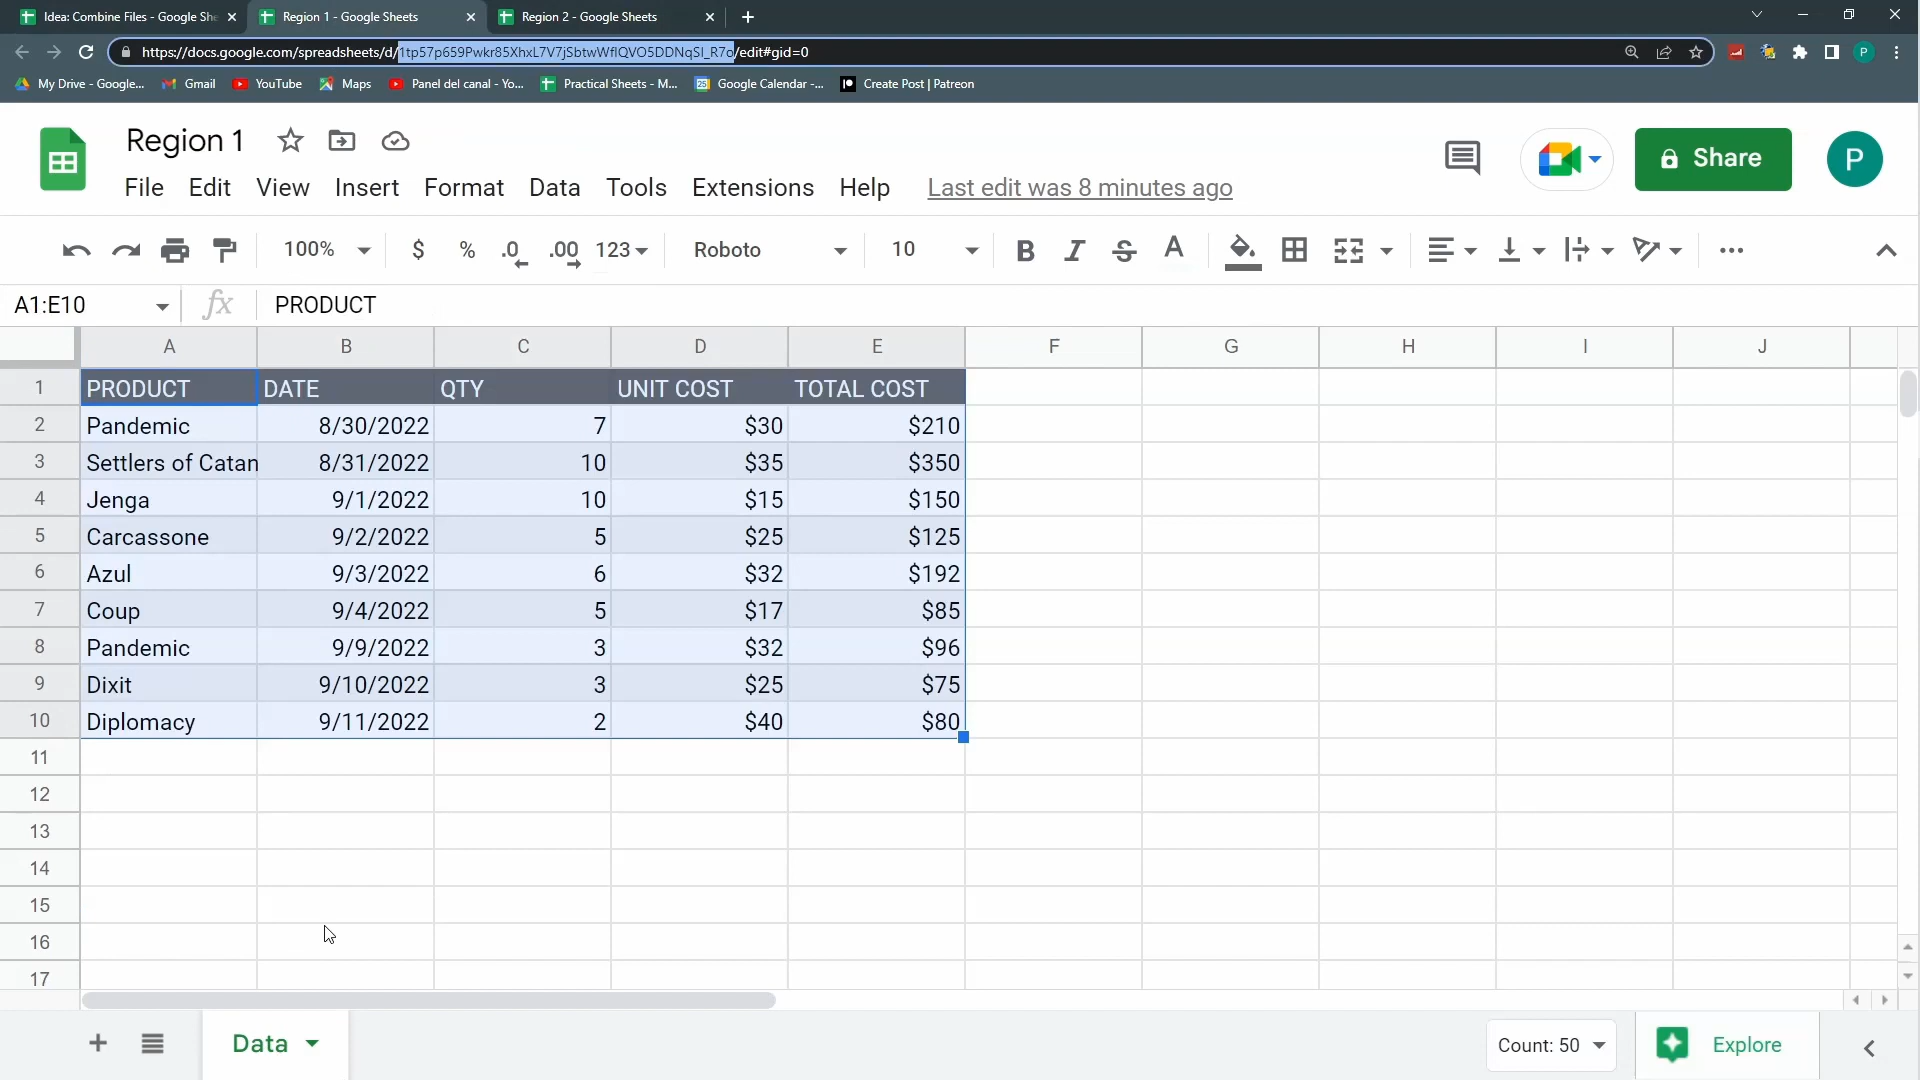 Idea: Combine Files - Google She
Region 1 - Google Sheets
Region 2 - Google Sheets
https://docs.google.com/spreadsheets/d/1tp57p659Pwkr85XhxL7V7jSbtwWflQVO5DDNqSl_R7o/edit#gid=0
My Drive - Google...
Gmail
YouTube
Maps
Panel del canal - Yo...
Practical Sheets - M...
Google Calendar -...
Create Post | Patreon
Region 1
Share
P
File Edit View Insert Format Data Tools Extensions Help Last edit was 8 minutes ago
100% $ % .0 .00 123 Roboto 10 B I S A
A1:E10 fx PRODUCT
A B C D E F G H I J
1 PRODUCT DATE QTY UNIT COST TOTAL COST
2 Pandemic 8/30/2022 7 $30 $210
3 Settlers of Catan 8/31/2022 10 $35 $350
4 Jenga 9/1/2022 10 $15 $150
5 Carcassone 9/2/2022 5 $25 $125
6 Azul 9/3/2022 6 $32 $192
7 Coup 9/4/2022 5 $17 $85
8 Pandemic 9/9/2022 3 $32 $96
9 Dixit 9/10/2022 3 $25 $75
10 Diplomacy 9/11/2022 2 $40 $80
11
12
13
14
15
16
17
Data
Count: 50
Explore